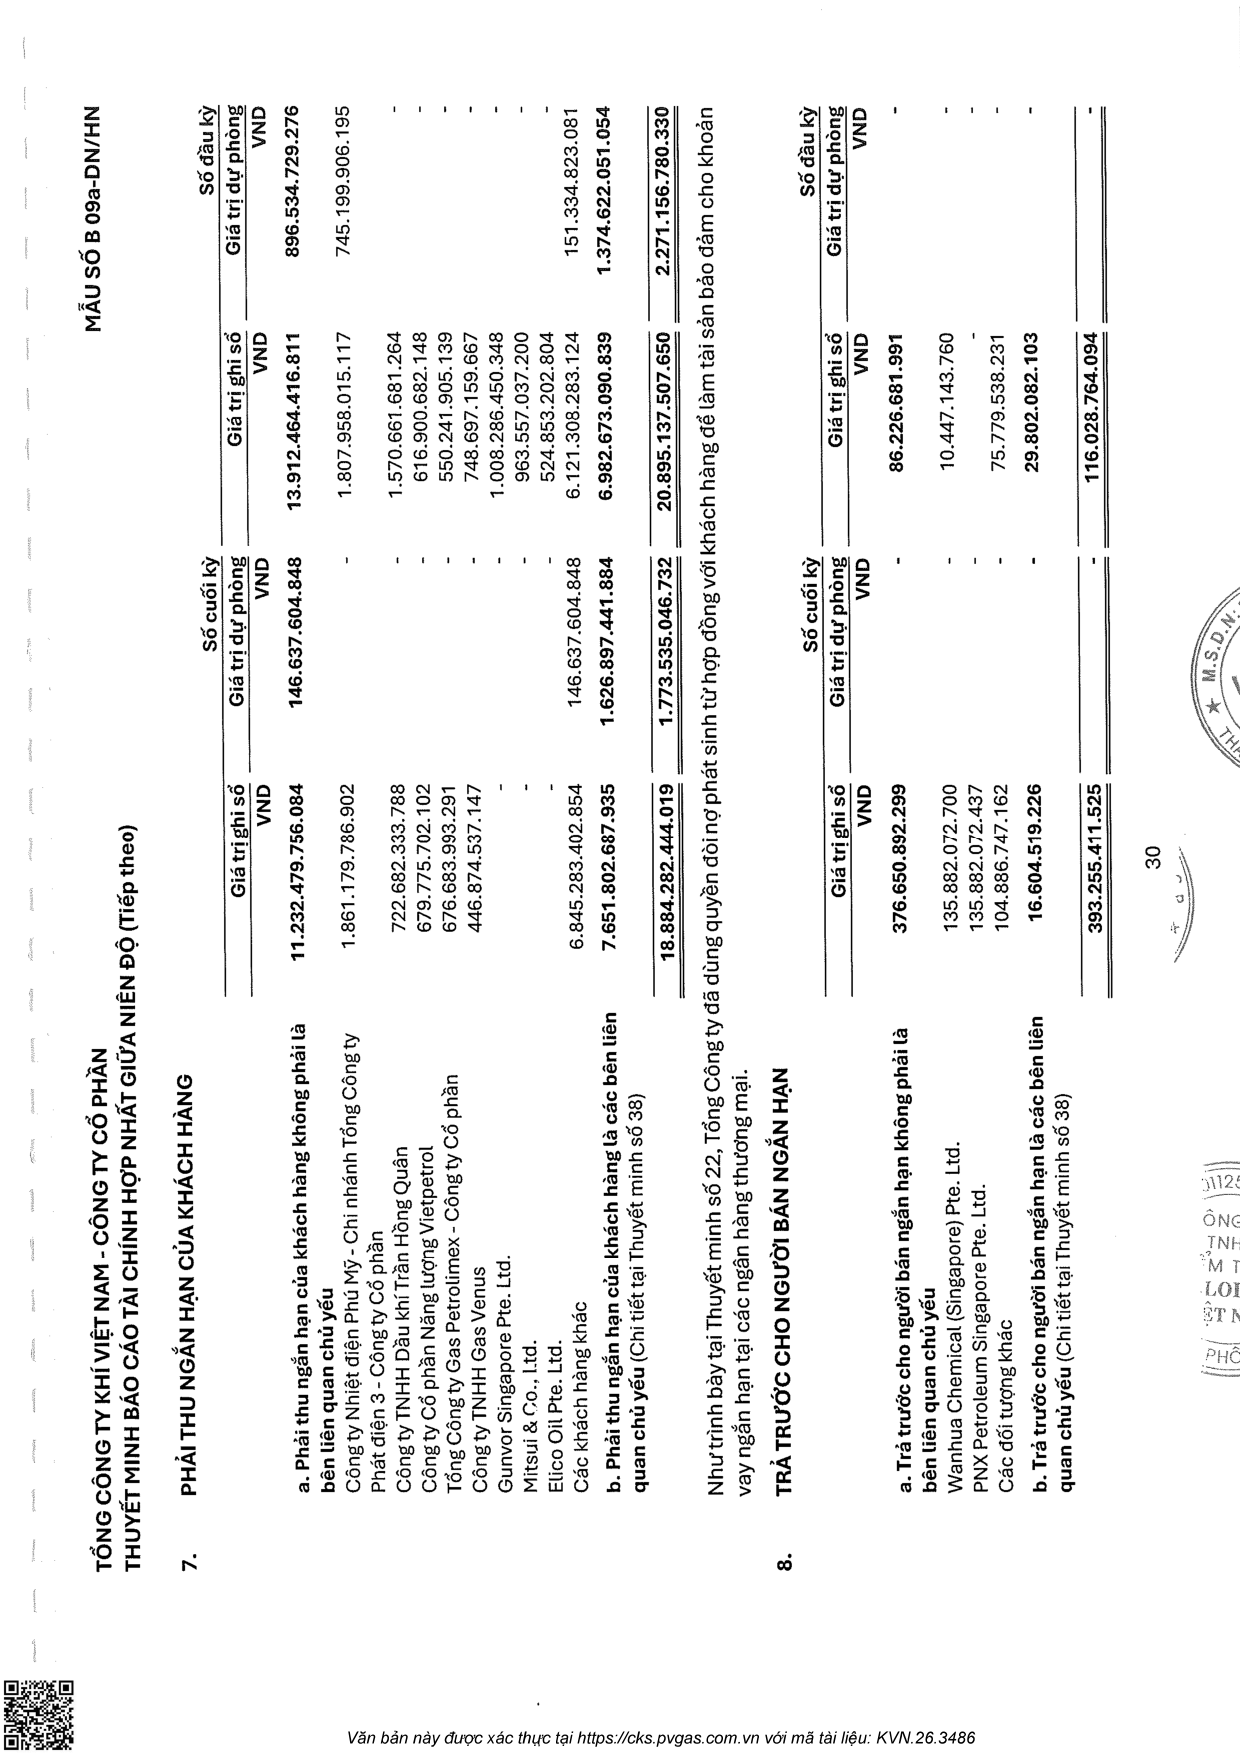 TỔNG CÔNG TY KHÍ VIỆT NAM - CÔNG TY CỔ PHẦN MẪU SỐ B 09a-DN/HN
THUYẾT MINH BÁO CÁO TÀI CHÍNH HỢP NHẤT GIỮA NIÊN ĐỘ (Tiếp theo)
7. PHẢI THU NGẮN HẠN CỦA KHÁCH HÀNG
Số cuối kỳ Số đầu kỳ
Giá trị ghi sổ Giá trị dự phòng Giá trị ghi sổ Giá trị dự phòng
VND VND VND VND
a. Phải thu ngắn hạn của khách hàng không phải là 11.232.479.756.084 146.637.604.848 13.912.464.416.811 896.534.729.276
bên liên quan chủ yếu
Công ty Nhiệt điện Phú Mỹ - Chi nhánh Tổng Công ty 1.861.179.786.902 - 1.807.958.015.117 745.199.906.195
Phát điện 3 - Công ty Cổ phần
Công ty TNHH Dầu khí Trần Hồng Quân 722.682.333.788 - 1.570.661.681.264 -
Công ty Cổ phần Năng lượng Vietpetrol 679.775.702.102 - 616.900.682.148 -
Tổng Công ty Gas Petrolimex - Công ty Cổ phần 676.683.993.291 - 550.241.905.139 -
Công ty TNHH Gas Venus 446.874.537.147 - 748.697.159.667 -
Gunvor Singapore Pte. Ltd. - - 1.008.286.450.348 -
Mitsui & Co., Ltd. - - 963.557.037.200 -
Elico Oil Pte. Ltd. - - 524.853.202.804 -
Các khách hàng khác 6.845.283.402.854 146.637.604.848 6.121.308.283.124 151.334.823.081
b. Phải thu ngắn hạn của khách hàng là các bên liên 7.651.802.687.935 1.626.897.441.884 6.982.673.090.839 1.374.622.051.054
quan chủ yếu (Chi tiết tại Thuyết minh số 38)
18.884.282.444.019 1.773.535.046.732 20.895.137.507.650 2.271.156.780.330
Như trình bày tại Thuyết minh số 22, Tổng Công ty đã dùng quyền đòi nợ phát sinh từ hợp đồng với khách hàng để làm tài sản bảo đảm cho khoản
vay ngắn hạn tại các ngân hàng thương mại.
8. TRẢ TRƯỚC CHO NGƯỜI BÁN NGẮN HẠN
Số cuối kỳ Số đầu kỳ
Giá trị ghi sổ Giá trị dự phòng Giá trị ghi sổ Giá trị dự phòng
VND VND VND VND
a. Trả trước cho người bán ngắn hạn không phải là 376.650.892.299 - 86.226.681.991 -
bên liên quan chủ yếu
Wanhua Chemical (Singapore) Pte. Ltd. 135.882.072.700 - 10.447.143.760 -
PNX Petroleum Singapore Pte. Ltd. 135.882.072.437 - - -
Các đối tượng khác 104.886.747.162 - 75.779.538.231 -
b. Trả trước cho người bán ngắn hạn là các bên liên 16.604.519.226 - 29.802.082.103 -
quan chủ yếu (Chi tiết tại Thuyết minh số 38)
393.255.411.525 - 116.028.764.094 -
30
★ M.S.D.N:
Văn bản này được xác thực tại https://cks.pvgas.com.vn với mã tài liệu: KVN.26.3486